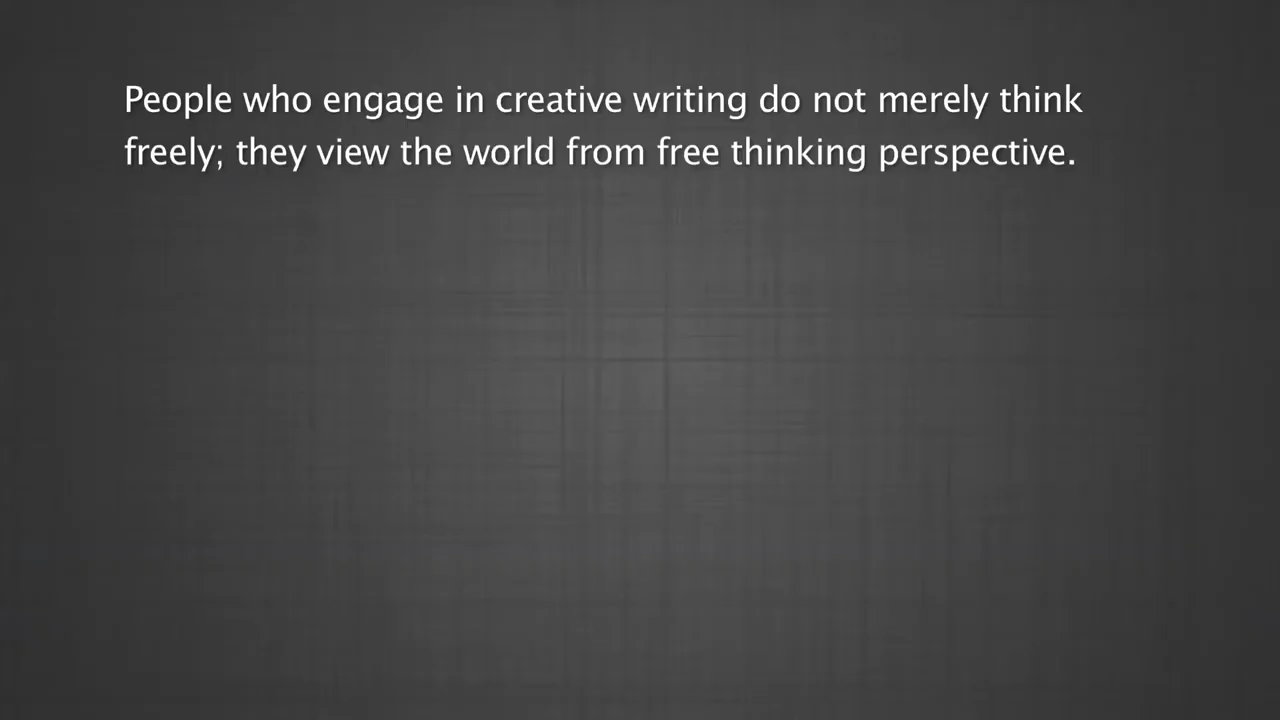 People who engage in creative writing do not merely think
freely; they view the world from free thinking perspective.